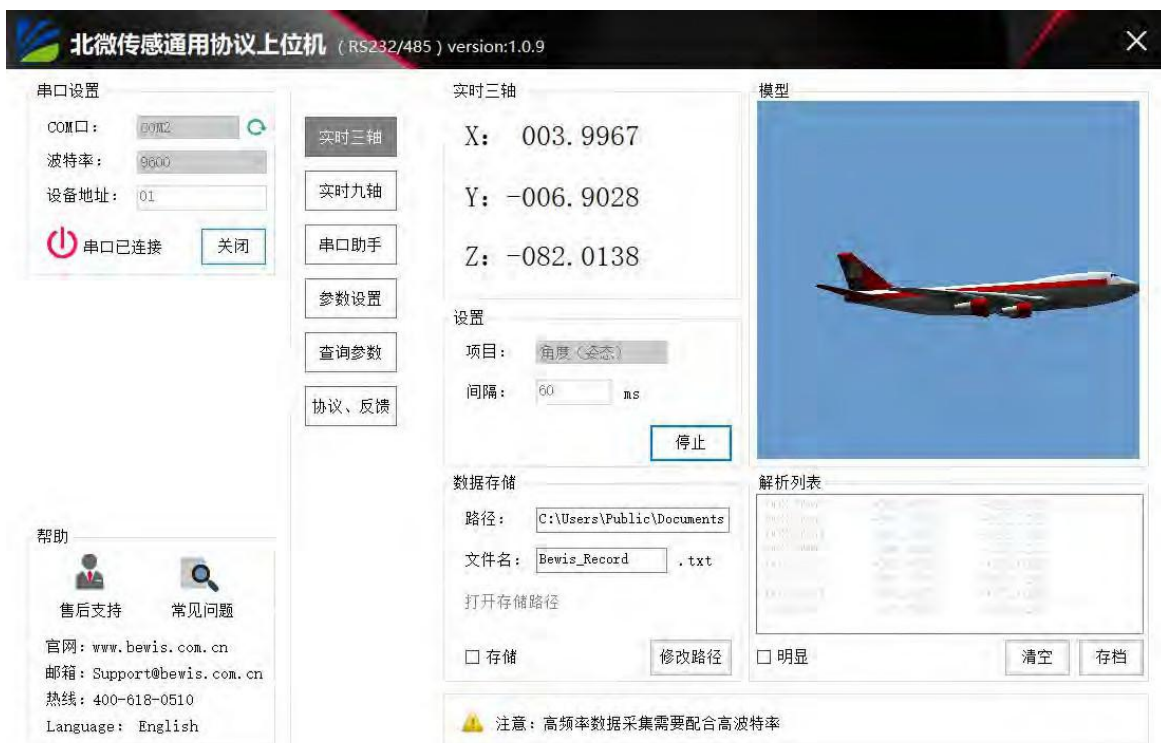 北微传感通用协议上位机 (RS232/485) version:1.0.9
串口设置
COM口: COM2
波特率: 9600
设备地址: 01
串口已连接 关闭
实时三轴
实时九轴
串口助手
参数设置
查询参数
协议、反馈
实时三轴
X: 003.9967
Y: -006.9028
Z: -082.0138
设置
项目: 角度（姿态）
间隔: 60 ms
停止
数据存储
路径: C:\Users\Public\Documents
文件名: Bewis_Record .txt
打开存储路径
存储 修改路径
模型
解析列表
明显 清空 存档
帮助
售后支持 常见问题
官网: www.bewis.com.cn
邮箱: Support@bewis.com.cn
热线: 400-618-0510
Language: English
注意: 高频率数据采集需要配合高波特率